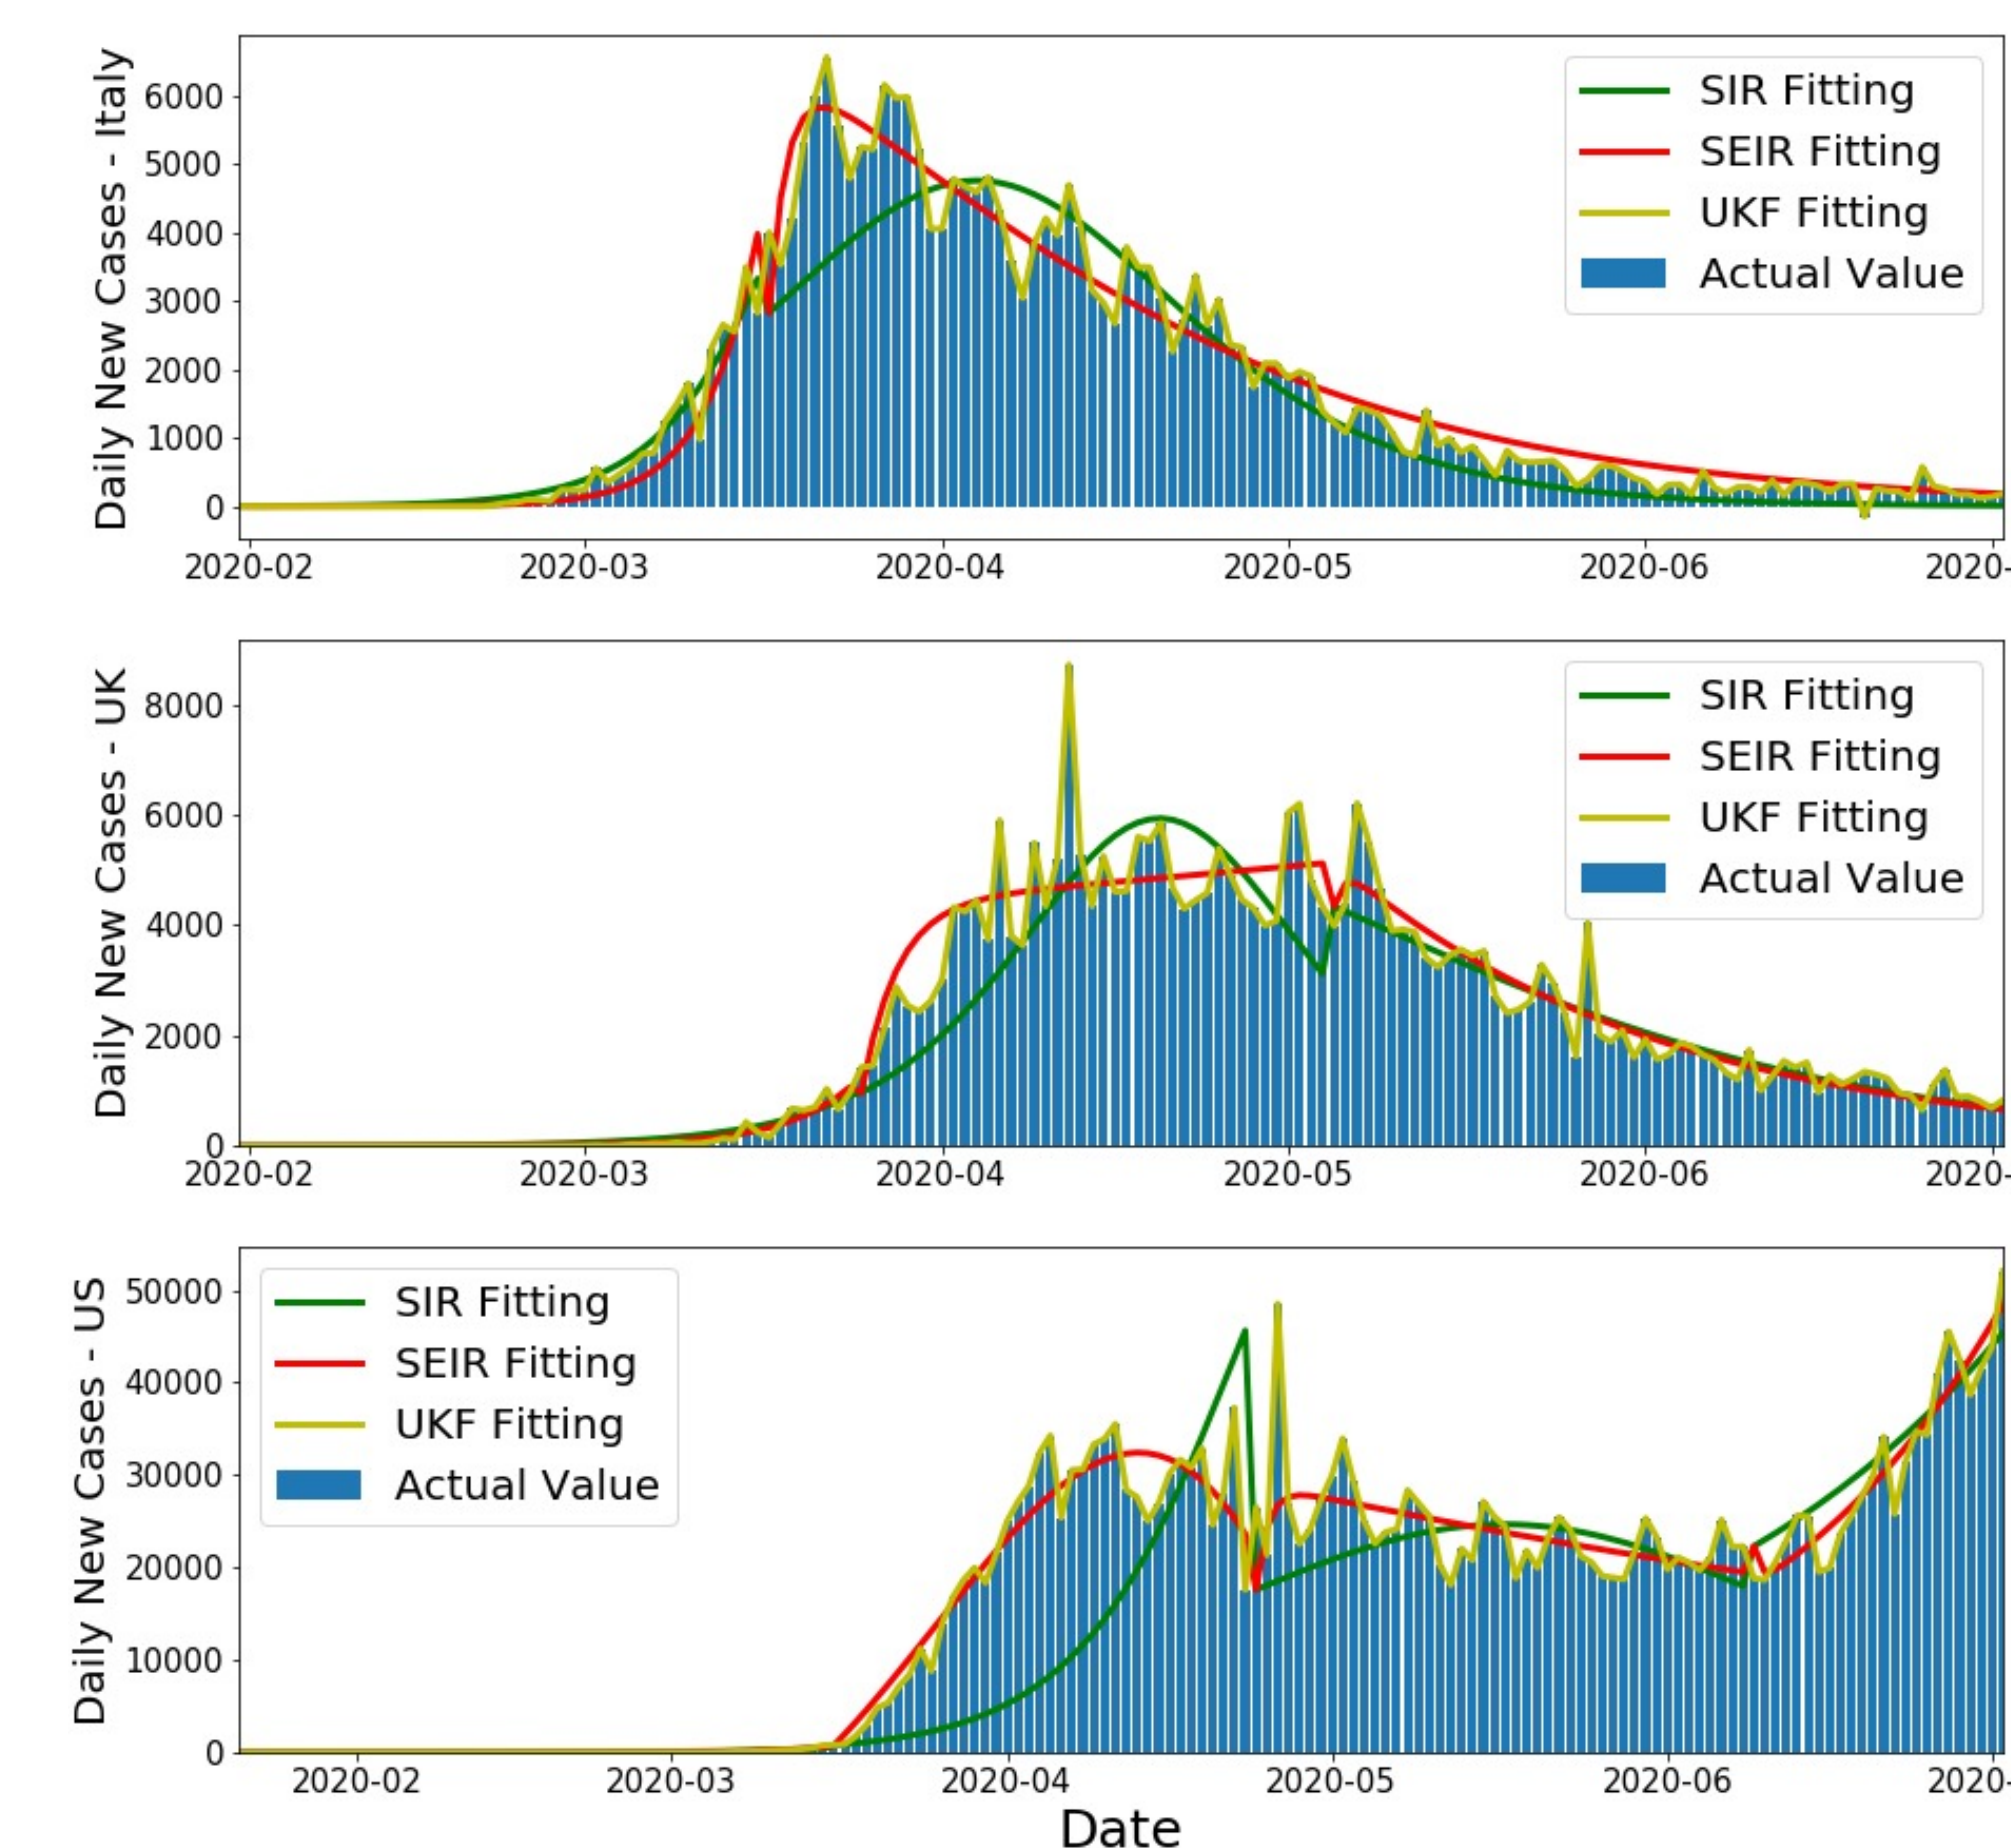 Daily New Cases - Italy
6000
5000
4000
3000
2000
1000
0
SIR Fitting
SEIR Fitting
UKF Fitting
Actual Value
2020-02 2020-03 2020-04 2020-05 2020-06 2020-
Daily New Cases - UK
8000
6000
4000
2000
0
SIR Fitting
SEIR Fitting
UKF Fitting
Actual Value
2020-02 2020-03 2020-04 2020-05 2020-06 2020-
Daily New Cases - US
50000
40000
30000
20000
10000
0
SIR Fitting
SEIR Fitting
UKF Fitting
Actual Value
2020-02 2020-03 2020-04 2020-05 2020-06 2020-
Date